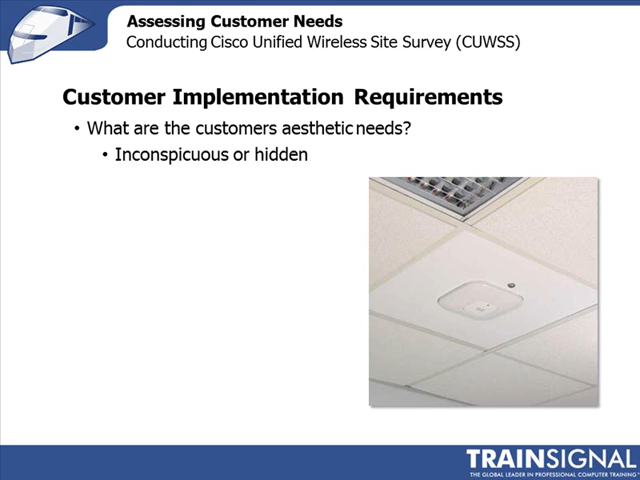 Assessing Customer Needs
Conducting Cisco Unified Wireless Site Survey (CUWSS)
Customer Implementation Requirements
• What are the customers aesthetic needs?
• Inconspicuous or hidden
TRAINSIGNAL
THE GLOBAL LEADER IN PROFESSIONAL COMPUTER TRAINING